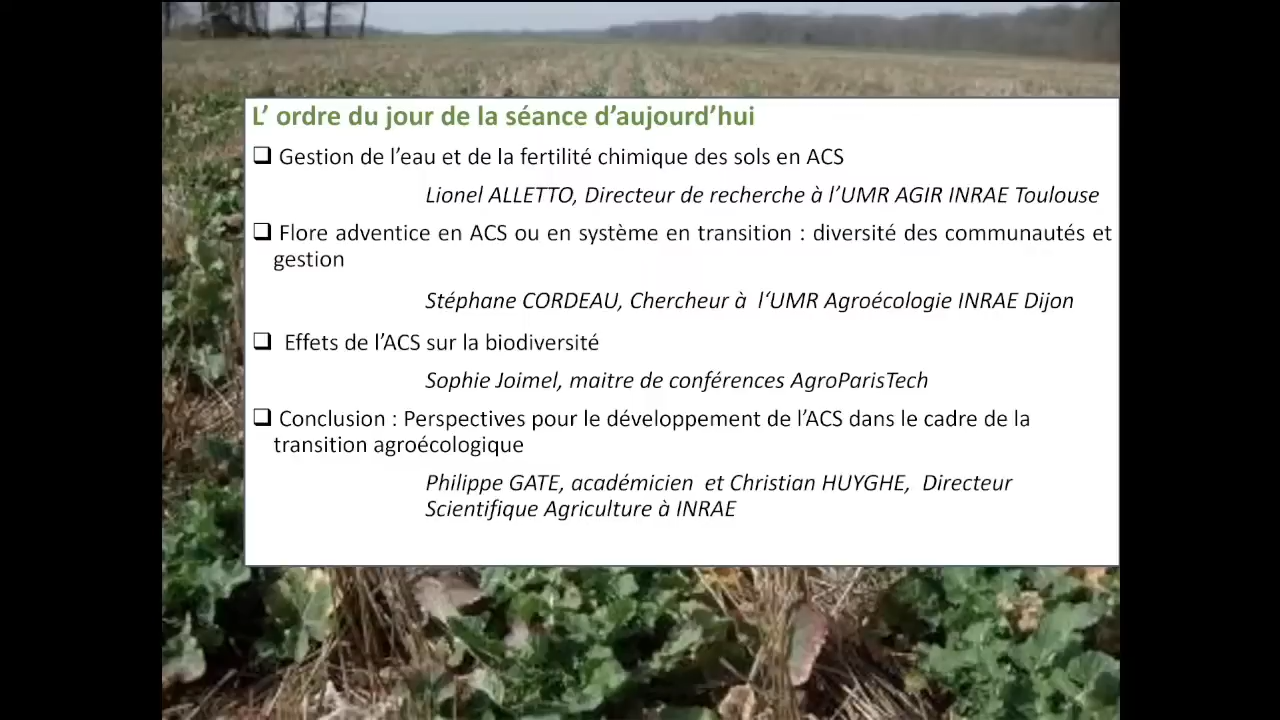 L’ ordre du jour de la séance d’aujourd’hui
❑ Gestion de l’eau et de la fertilité chimique des sols en ACS
Lionel ALLETTO, Directeur de recherche à l’UMR AGIR INRAE Toulouse
❑ Flore adventice en ACS ou en système en transition : diversité des communautés et
gestion
Stéphane CORDEAU, Chercheur à l‘UMR Agroécologie INRAE Dijon
❑ Effets de l’ACS sur la biodiversité
Sophie Joimel, maitre de conférences AgroParisTech
❑ Conclusion : Perspectives pour le développement de l’ACS dans le cadre de la
transition agroécologique
Philippe GATE, académicien et Christian HUYGHE, Directeur
Scientifique Agriculture à INRAE